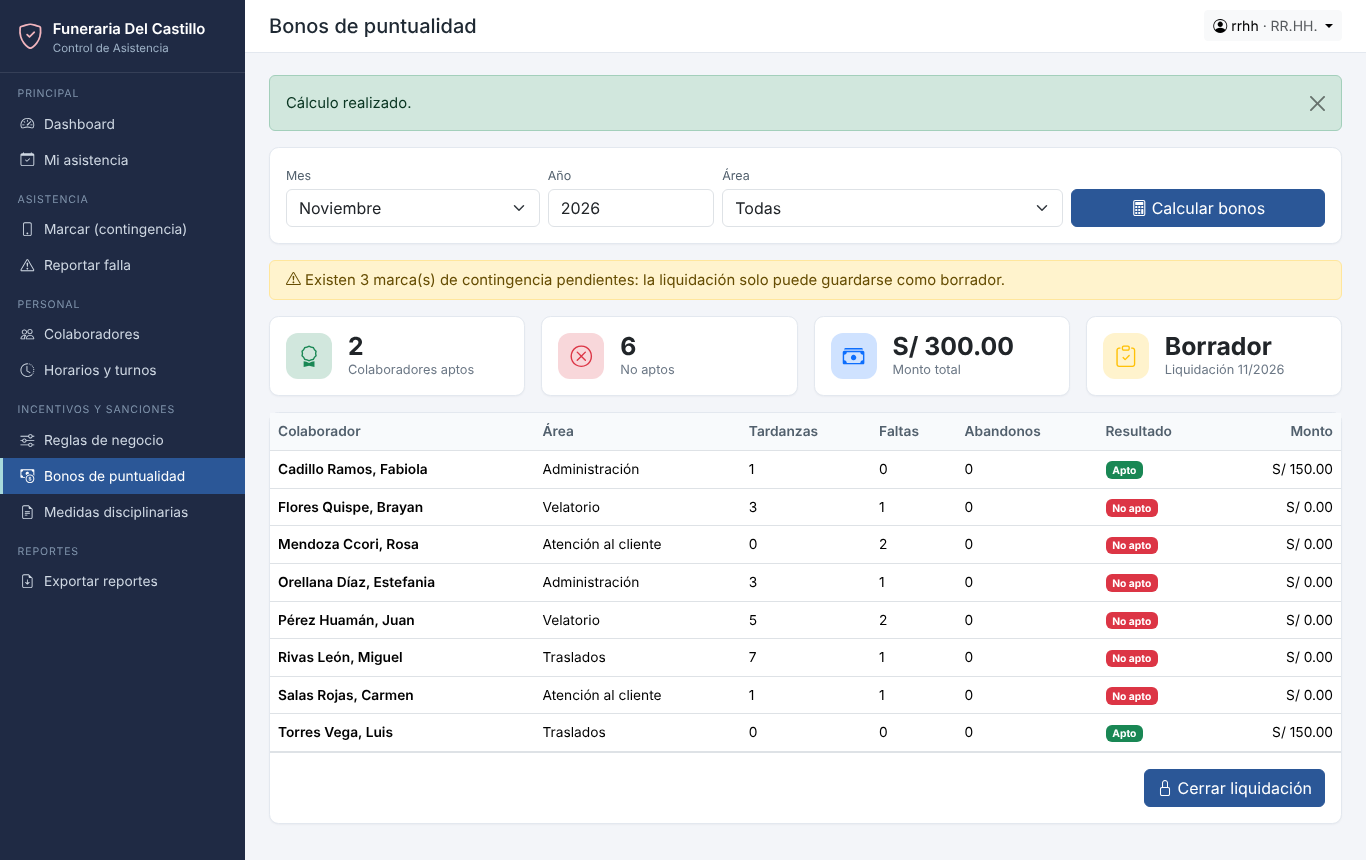 Funeraria Del Castillo
Control de Asistencia
PRINCIPAL
Dashboard
Mi asistencia
ASISTENCIA
Marcar (contingencia)
Reportar falla
PERSONAL
Colaboradores
Horarios y turnos
INCENTIVOS Y SANCIONES
Reglas de negocio
Bonos de puntualidad
Medidas disciplinarias
REPORTES
Exportar reportes
Bonos de puntualidad
rrhh · RR.HH.
Cálculo realizado.
Mes Año Área
Noviembre 2026 Todas Calcular bonos
Existen 3 marca(s) de contingencia pendientes: la liquidación solo puede guardarse como borrador.
2
Colaboradores aptos
6
No aptos
S/ 300.00
Monto total
Borrador
Liquidación 11/2026
Colaborador Área Tardanzas Faltas Abandonos Resultado Monto
Cadillo Ramos, Fabiola Administración 1 0 0 Apto S/ 150.00
Flores Quispe, Brayan Velatorio 3 1 0 No apto S/ 0.00
Mendoza Ccori, Rosa Atención al cliente 0 2 0 No apto S/ 0.00
Orellana Díaz, Estefania Administración 3 1 0 No apto S/ 0.00
Pérez Huamán, Juan Velatorio 5 2 0 No apto S/ 0.00
Rivas León, Miguel Traslados 7 1 0 No apto S/ 0.00
Salas Rojas, Carmen Atención al cliente 1 1 0 No apto S/ 0.00
Torres Vega, Luis Traslados 0 0 0 Apto S/ 150.00
Cerrar liquidación